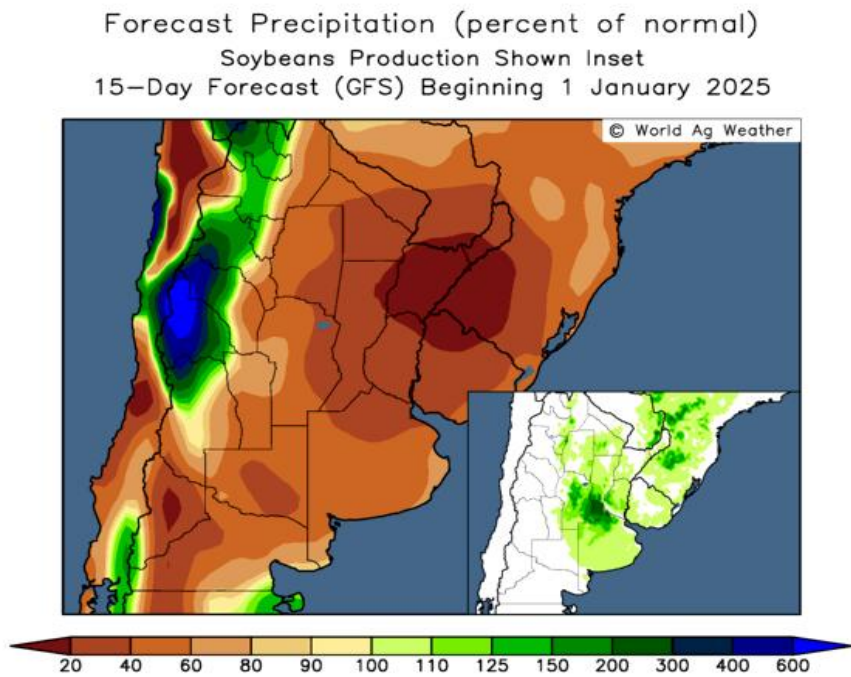 Forecast Precipitation (percent of normal)
Soybeans Production Shown Inset
15-Day Forecast (GFS) Beginning 1 January 2025
© World Ag Weather
20 40 60 80 90 100 110 125 150 200 300 400 600